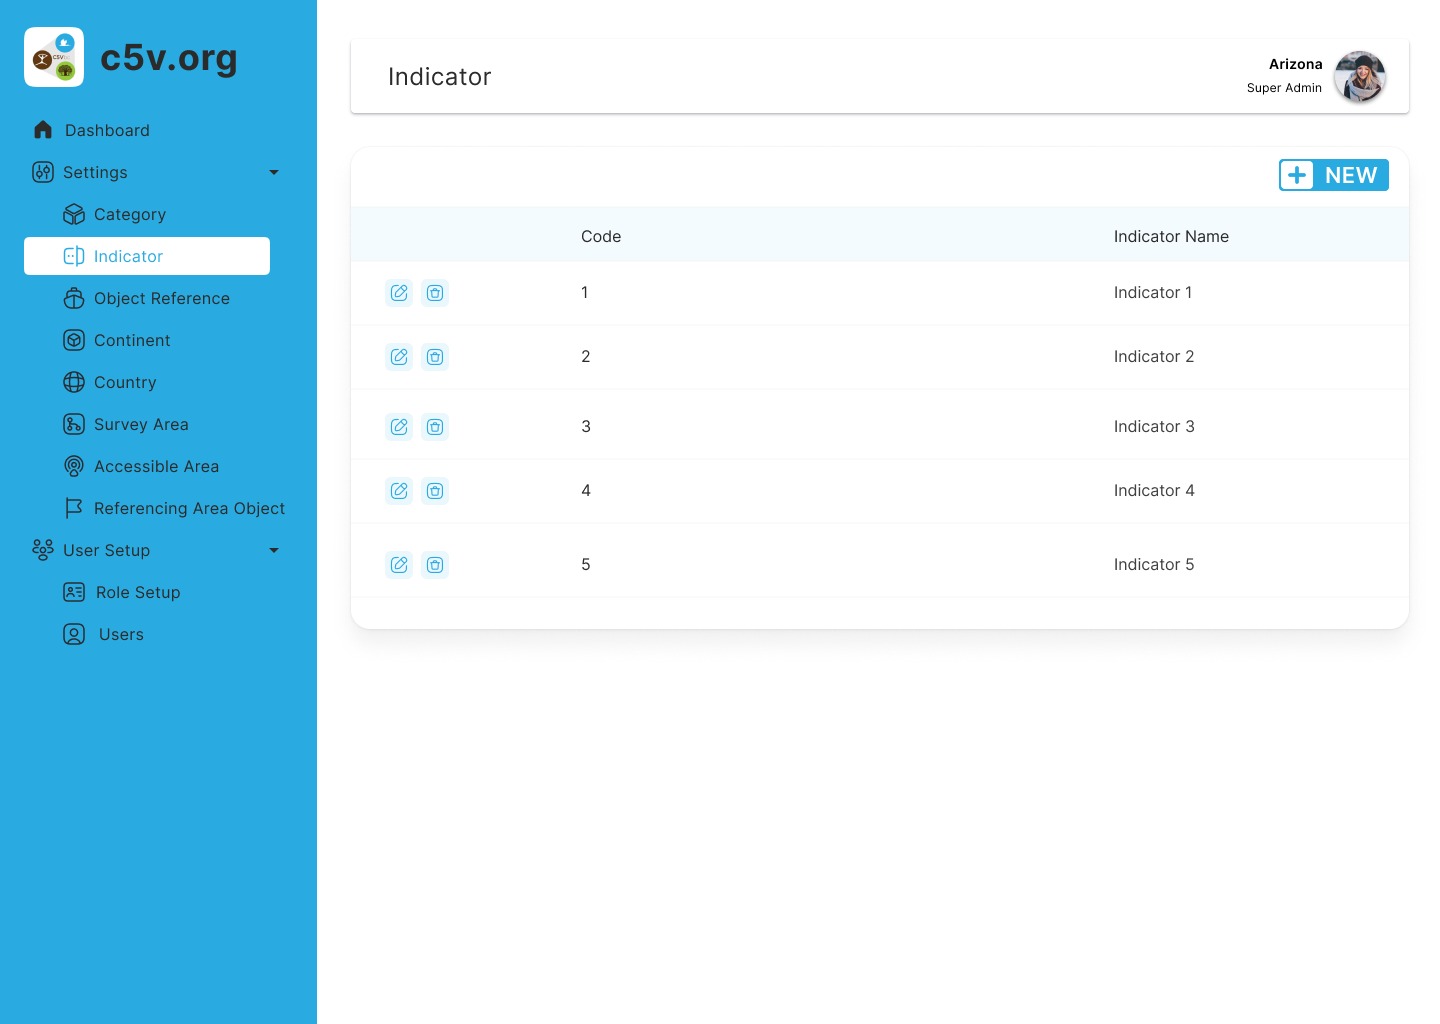 c5v.org
Dashboard
Settings
Category
Indicator
Object Reference
Continent
Country
Survey Area
Accessible Area
Referencing Area Object
User Setup
Role Setup
Users
Indicator
Arizona
Super Admin
NEW
Code Indicator Name
1 Indicator 1
2 Indicator 2
3 Indicator 3
4 Indicator 4
5 Indicator 5